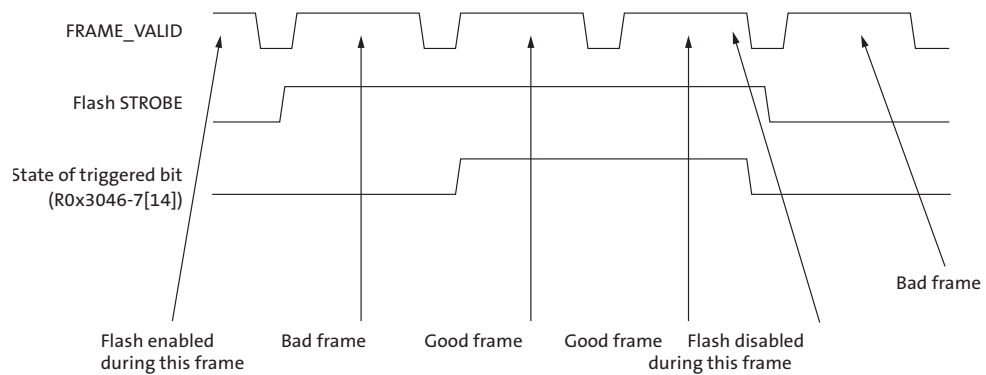 FRAME_VALID
Flash STROBE
State of triggered bit
(R0x3046-7[14])
Bad frame
Flash enabled
during this frame
Bad frame
Good frame
Good frame
Flash disabled
during this frame